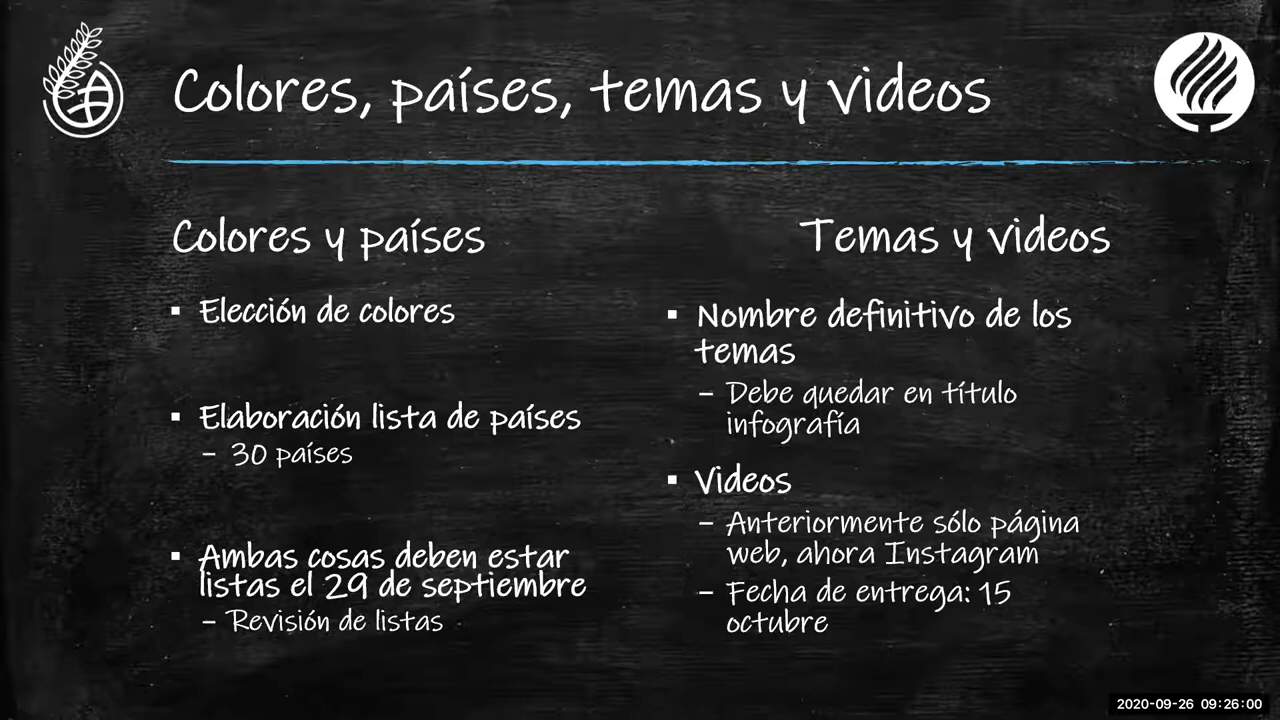 Colores, países, temas y videos
Colores y países
▪ Elección de colores
▪ Elaboración lista de países
– 30 países
▪ Ambas cosas deben estar
listas el 29 de septiembre
– Revisión de listas
Temas y videos
▪ Nombre definitivo de los
temas
– Debe quedar en título
infografía
▪ Videos
– Anteriormente sólo página
web, ahora Instagram
– Fecha de entrega: 15
octubre
2020-09-26 09:26:00